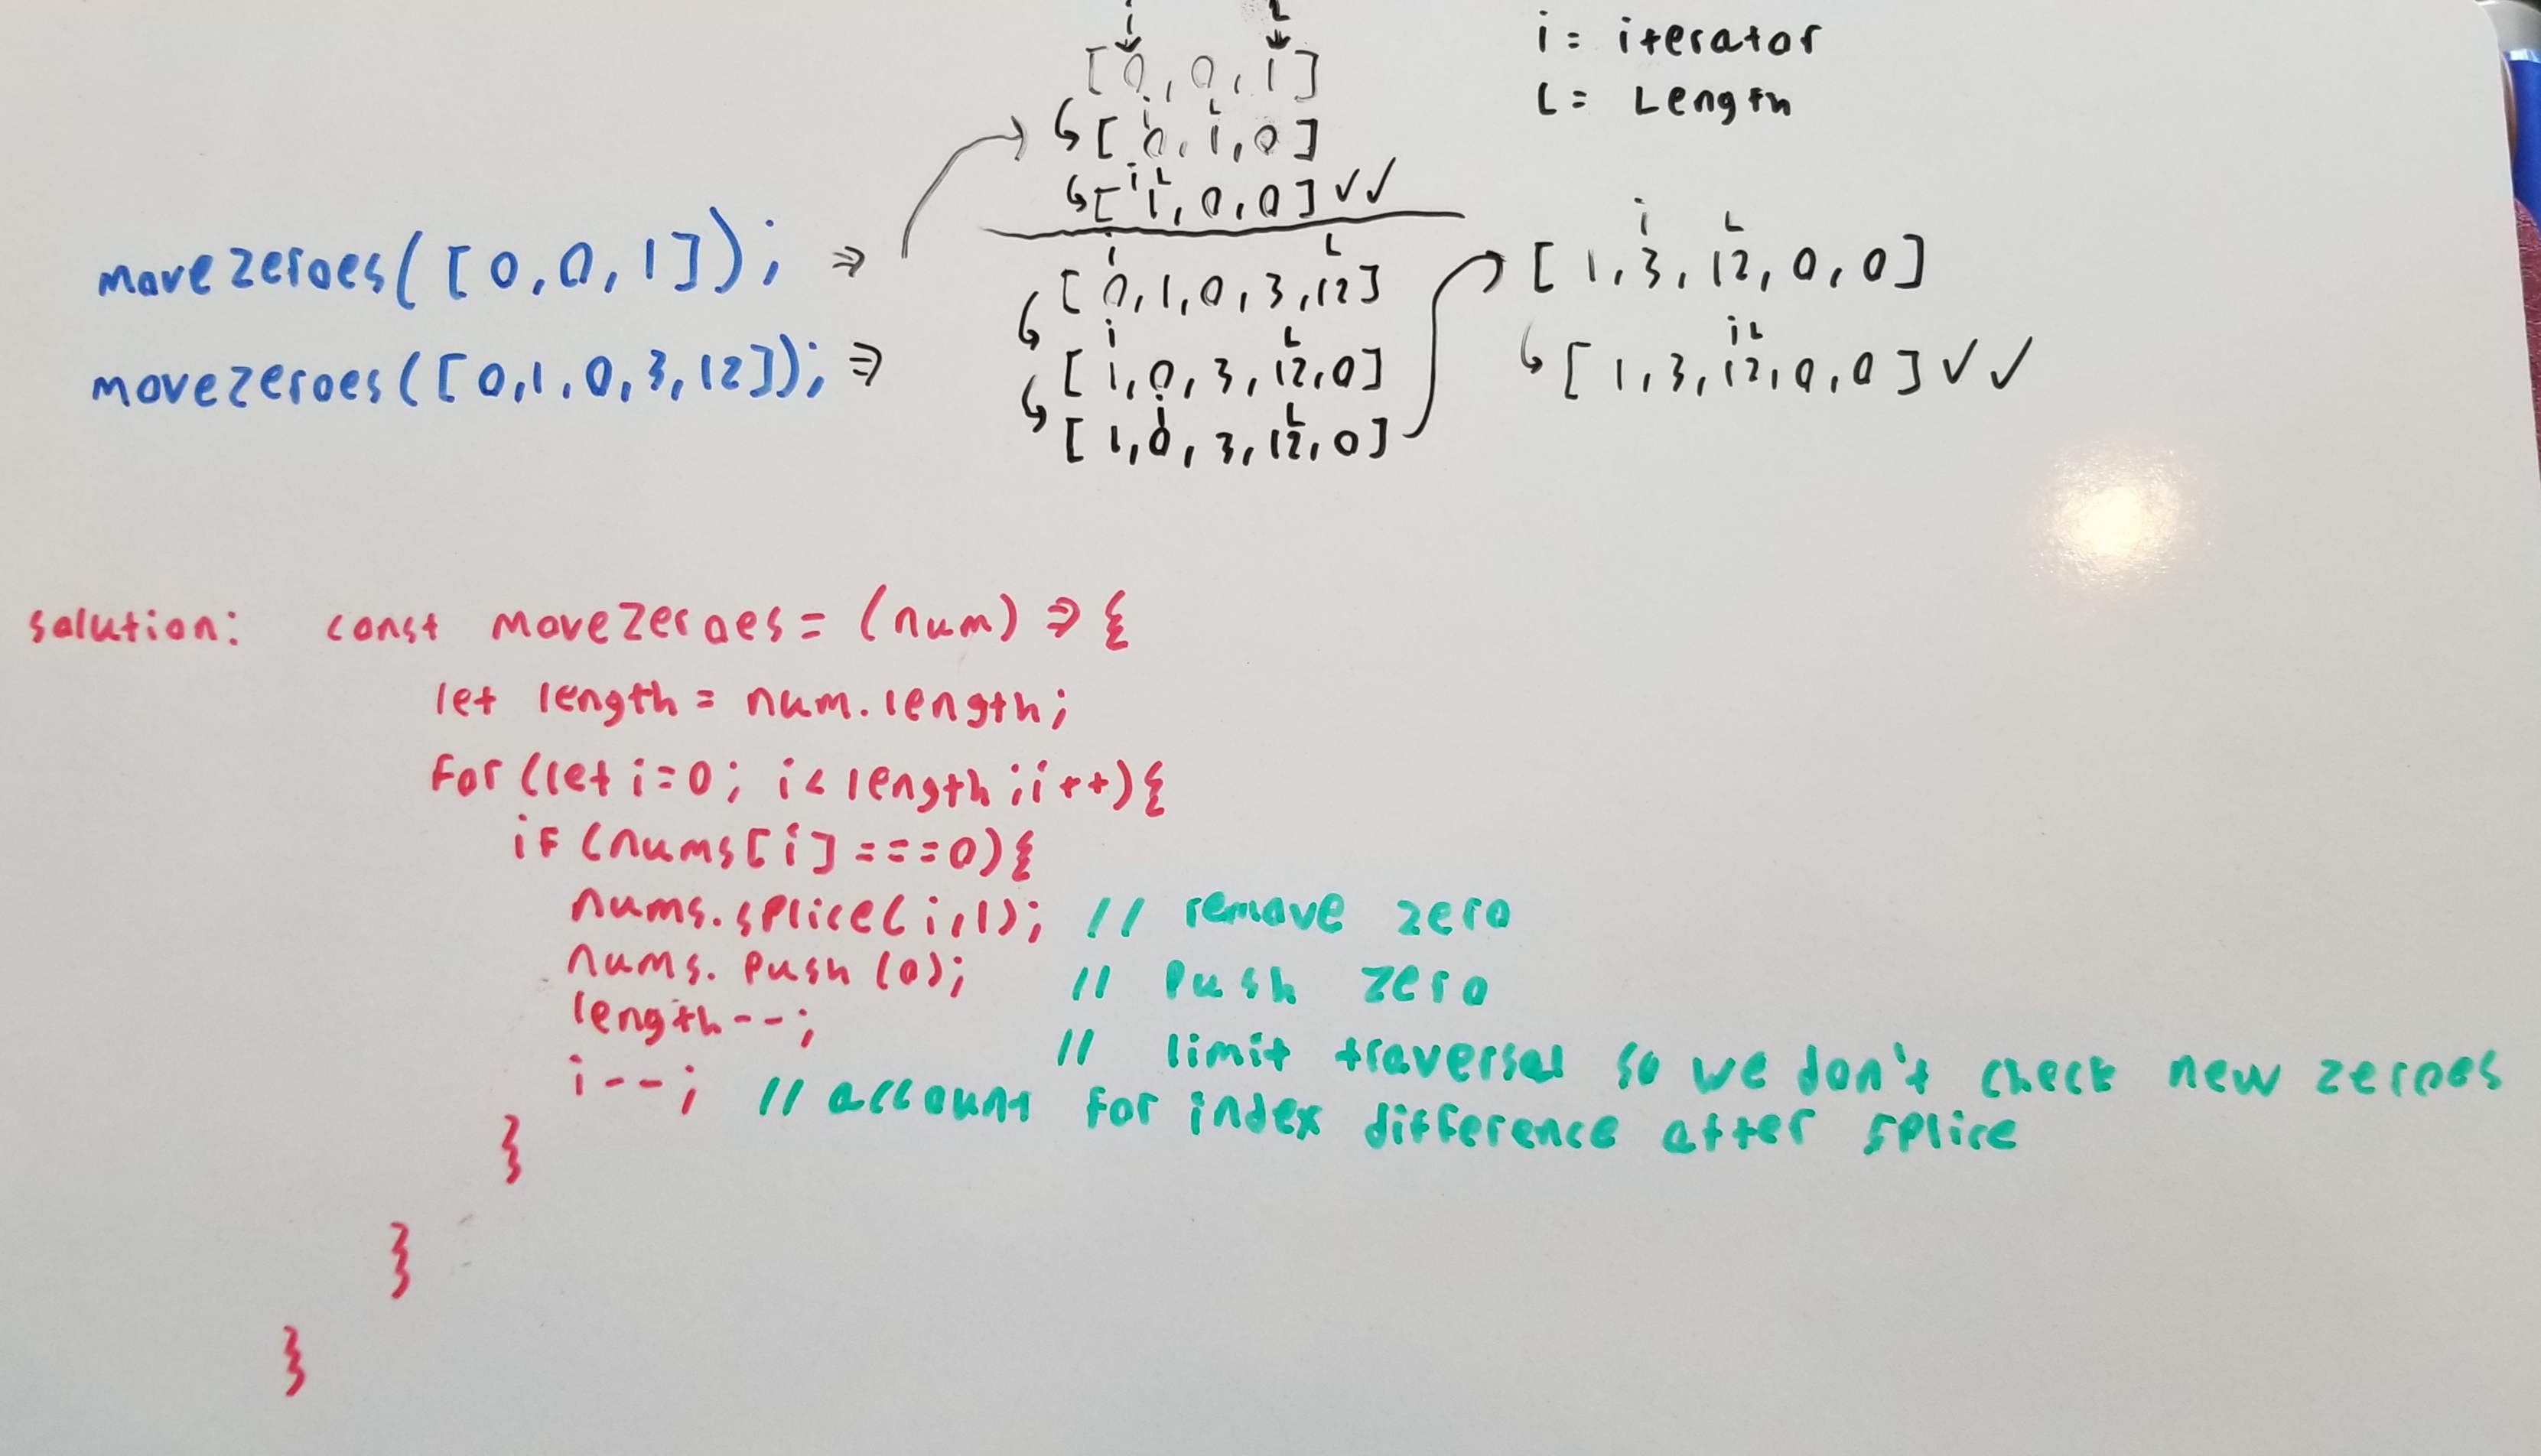 i L
[0,0,1]
i L
[0,1,0]
i L
[1,0,0] ✓✓
i = iterator
L = Length
movezeroes([0,0,1]); ⇒
movezeroes([0,1,0,3,12]); ⇒
i L
[0,1,0,3,12]
i L
[1,0,3,12,0]
i L
[1,0,3,12,0]
i L
[1,3,12,0,0]
i L
[1,3,12,0,0] ✓✓
solution: const movezeroes = (num) => {
let length = num.length;
for (let i=0; i< length; i++){
if (nums[i] ===0){
nums.splice(i,1); // remove zero
nums.push(0); // push zero
length--; // limit traversal so we don't check new zeroes
i--; // account for index difference after splice
}
}
}